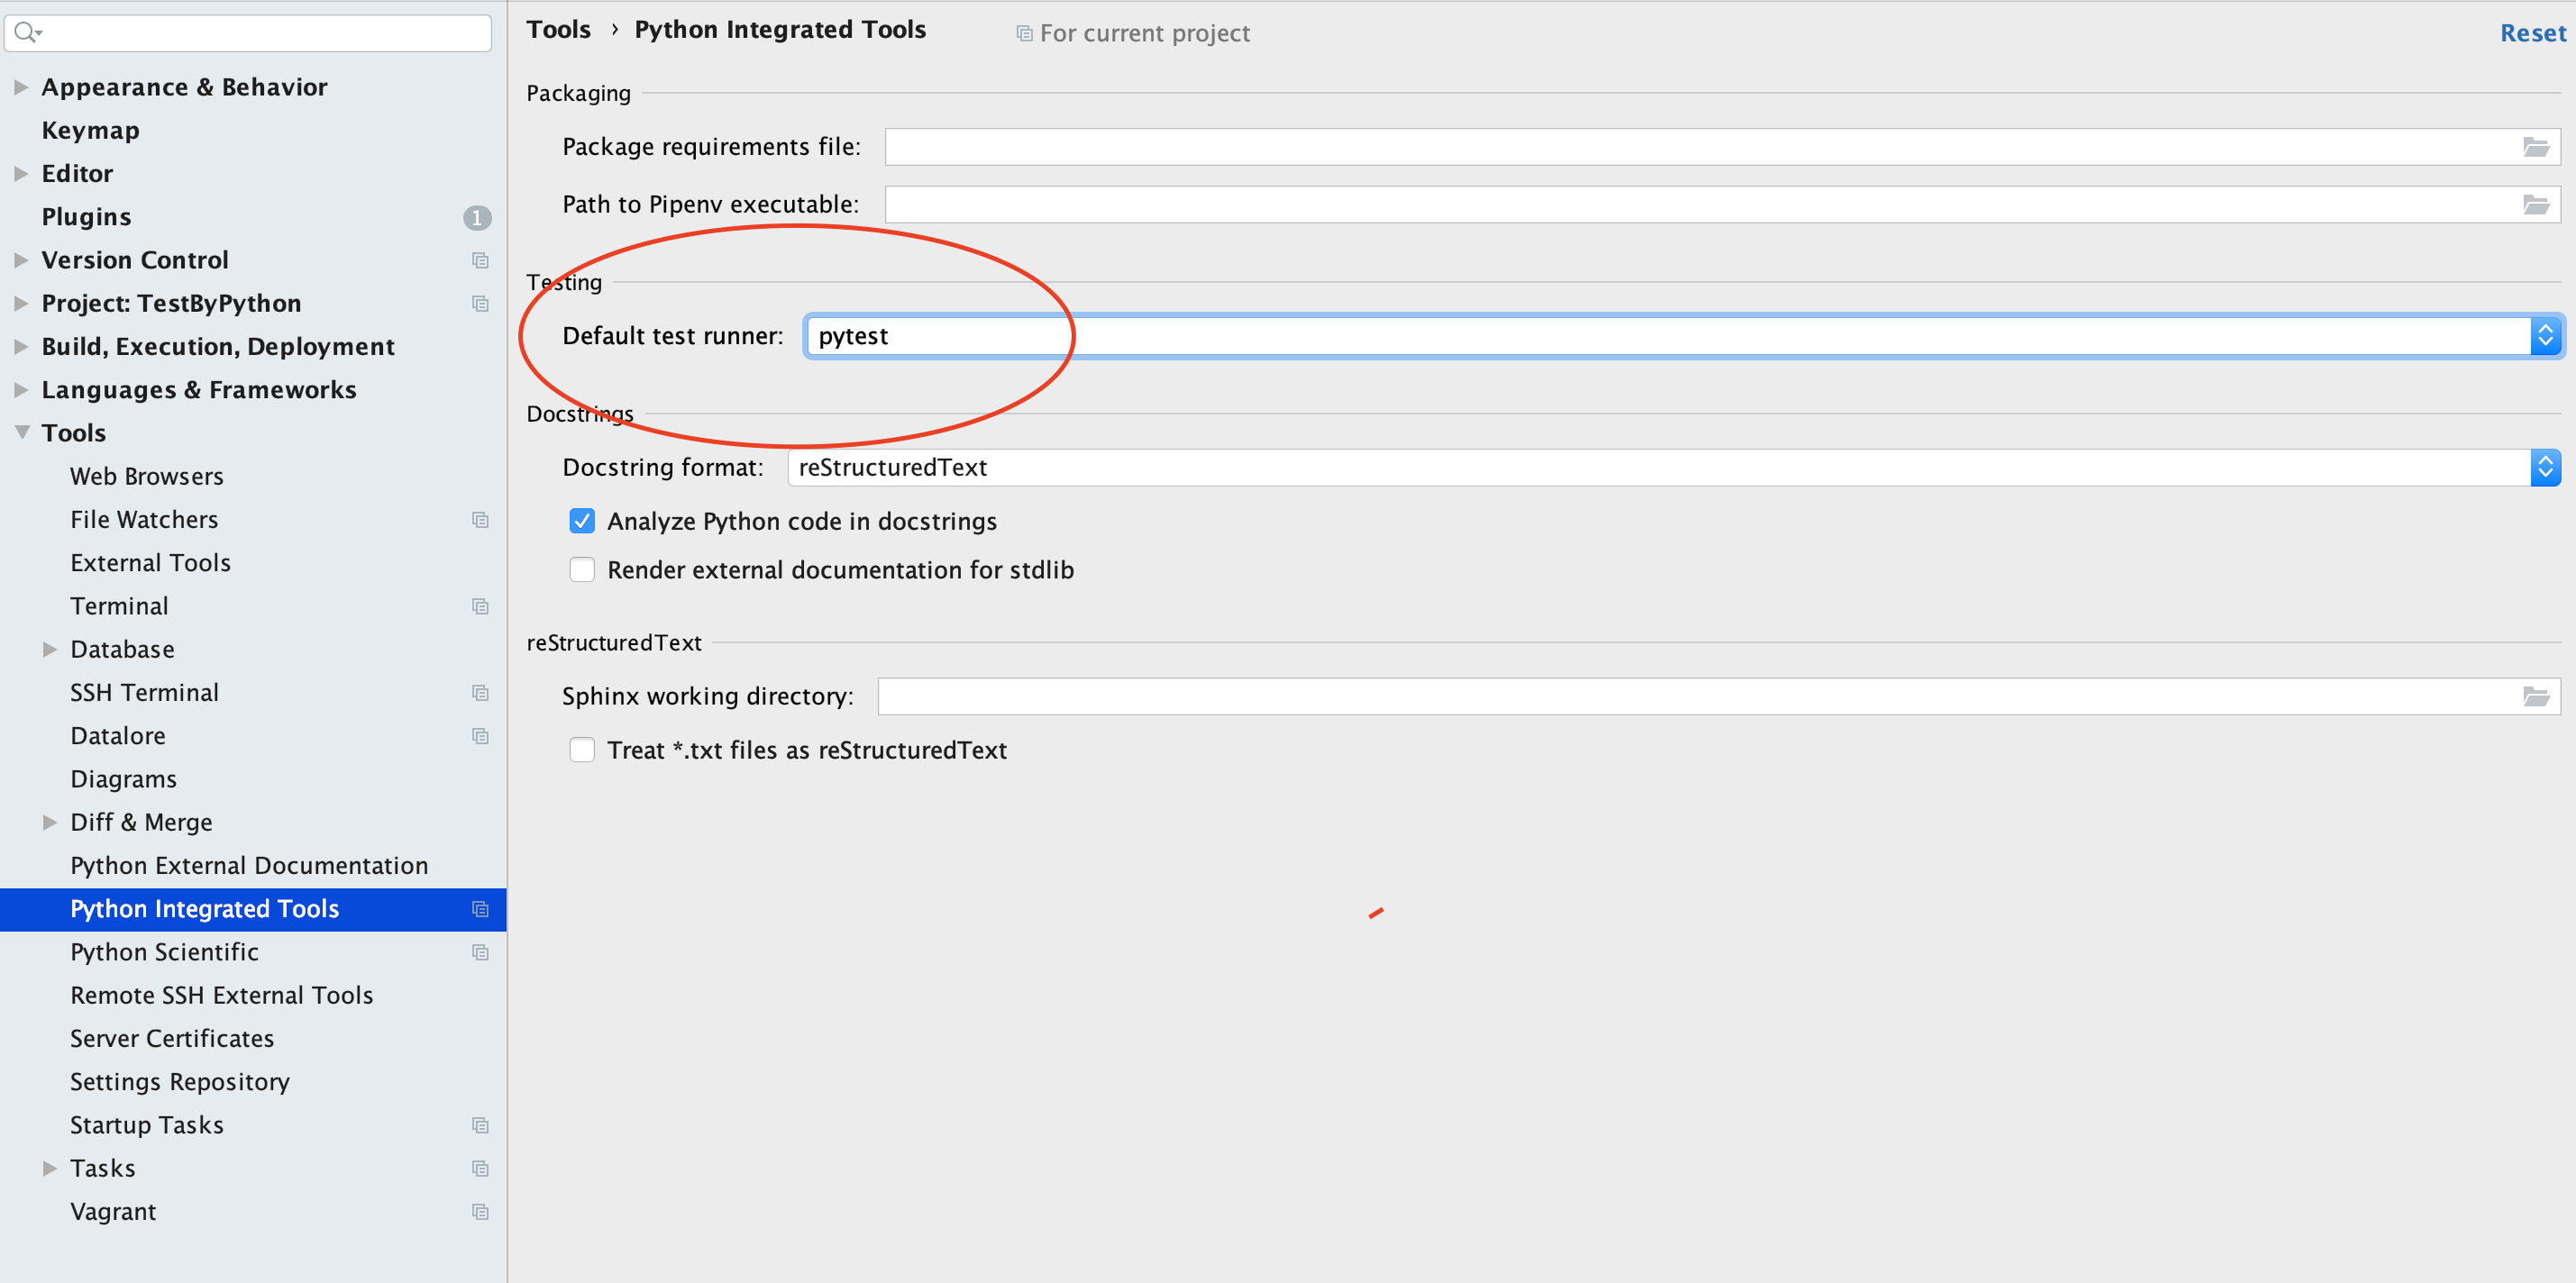 Appearance & Behavior
Keymap
Editor
Plugins 1
Version Control
Project: TestByPython
Build, Execution, Deployment
Languages & Frameworks
Tools
Web Browsers
File Watchers
External Tools
Terminal
Database
SSH Terminal
Datalore
Diagrams
Diff & Merge
Python External Documentation
Python Integrated Tools
Python Scientific
Remote SSH External Tools
Server Certificates
Settings Repository
Startup Tasks
Tasks
Vagrant
Tools › Python Integrated Tools For current project Reset
Packaging
Package requirements file:
Path to Pipenv executable:
Testing
Default test runner: pytest
Docstrings
Docstring format: reStructuredText
Analyze Python code in docstrings
Render external documentation for stdlib
reStructuredText
Sphinx working directory:
Treat *.txt files as reStructuredText